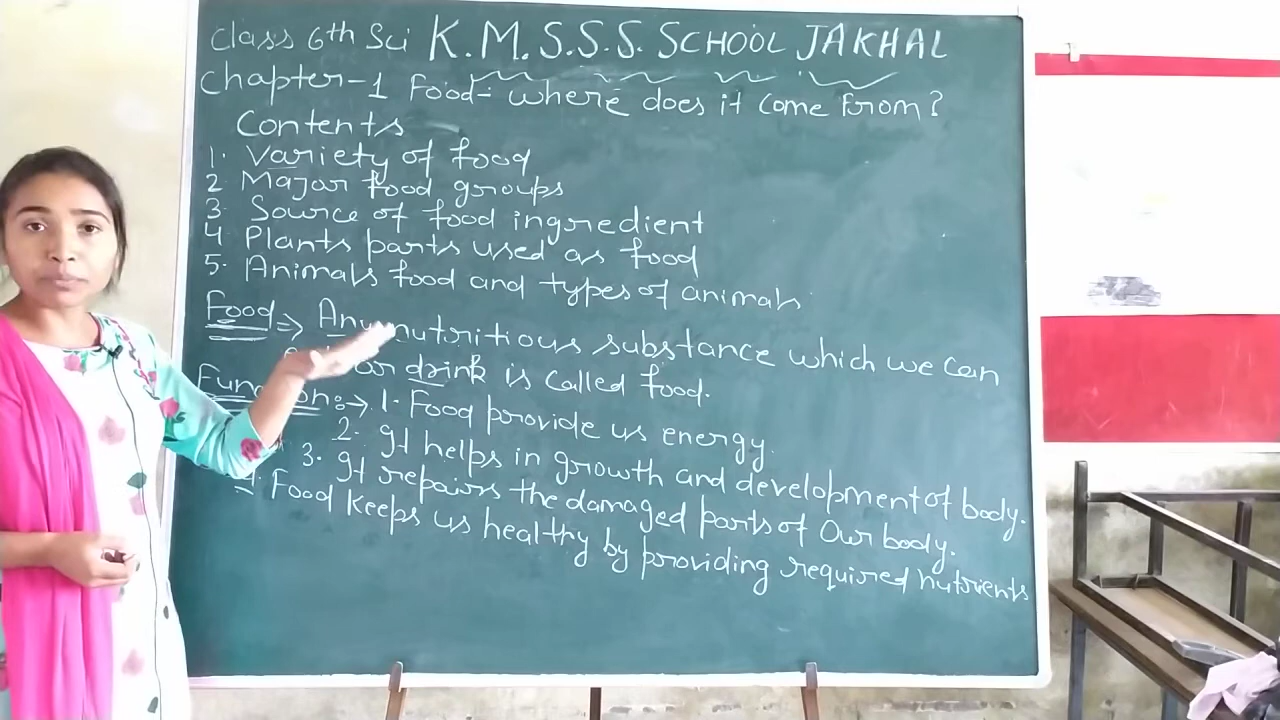 Class 6th Sci K.M.S.S.S. SCHOOL JAKHAL
Chapter-1 Food- where does it come from?
Contents
1. Variety of food
2. Major food groups
3. Source of food ingredient
4. Plants parts used as food
5. Animals food and types of animals
Food => Any nutritious substance which we can
or drink is called food.
1. Food provide us energy.
2. It helps in growth and development of body.
3. It repairs the damaged parts of Our body.
4. Food keeps us healthy by providing required nutrients